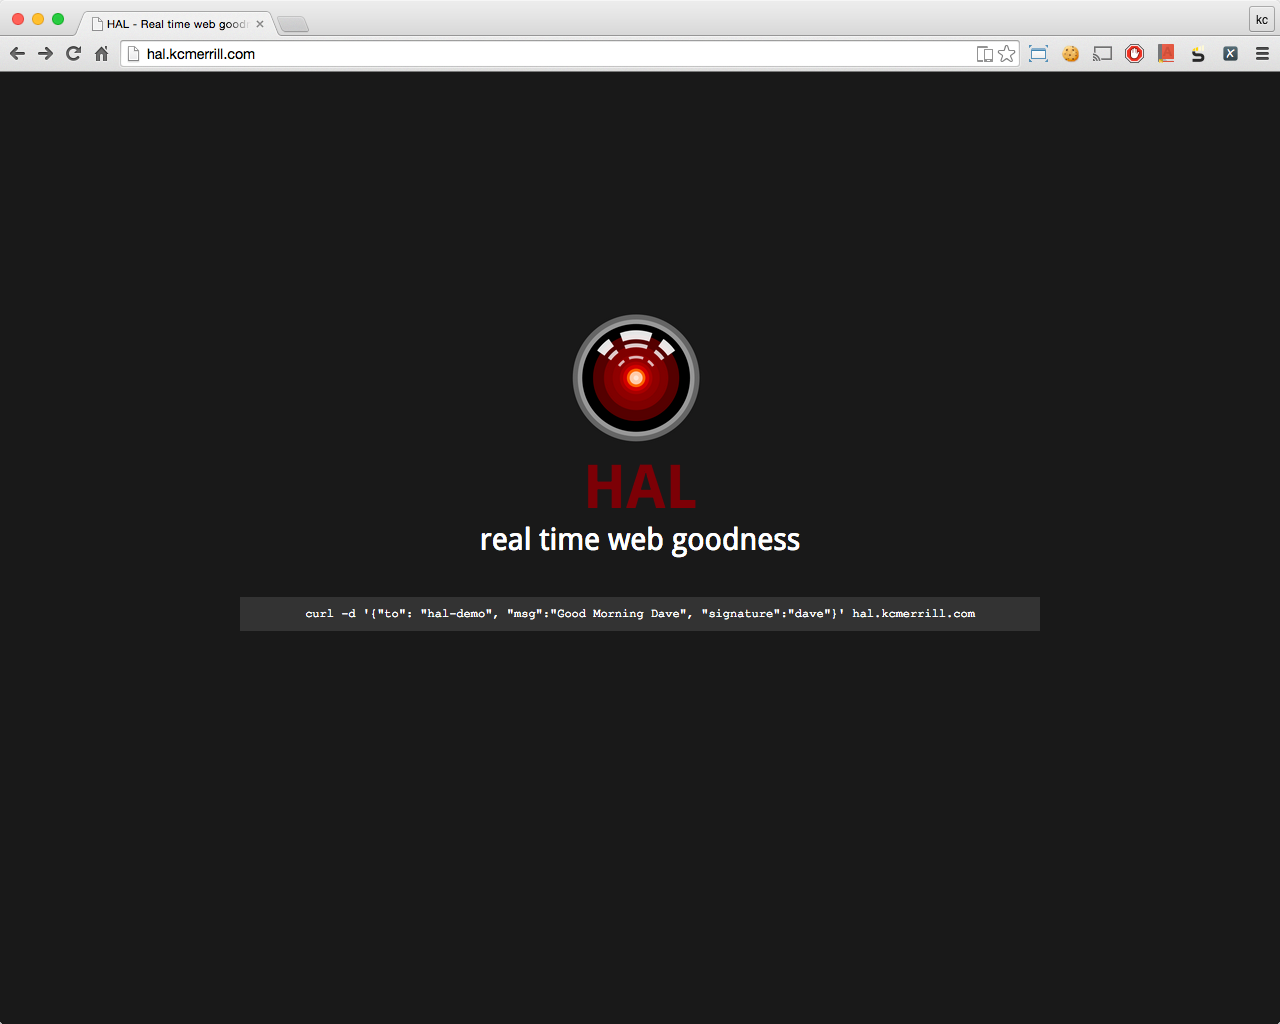 HAL - Real time web good
kc
hal.kcmerrill.com
HAL
real time web goodness
curl -d '{"to": "hal-demo", "msg":"Good Morning Dave", "signature":"dave"}' hal.kcmerrill.com